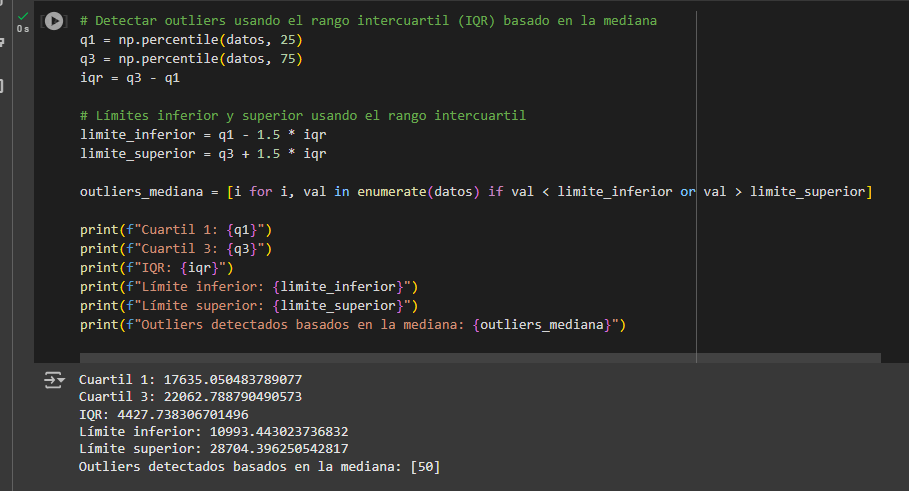 # Detectar outliers usando el rango intercuartil (IQR) basado en la mediana
q1 = np.percentile(datos, 25)
q3 = np.percentile(datos, 75)
iqr = q3 - q1
# Límites inferior y superior usando el rango intercuartil
limite_inferior = q1 - 1.5 * iqr
limite_superior = q3 + 1.5 * iqr
outliers_mediana = [i for i, val in enumerate(datos) if val < limite_inferior or val > limite_superior]
print(f"Cuartil 1: {q1}")
print(f"Cuartil 3: {q3}")
print(f"IQR: {iqr}")
print(f"Límite inferior: {limite_inferior}")
print(f"Límite superior: {limite_superior}")
print(f"Outliers detectados basados en la mediana: {outliers_mediana}")
0 s
Cuartil 1: 17635.050483789077
Cuartil 3: 22062.788790490573
IQR: 4427.738306701496
Límite inferior: 10993.443023736832
Límite superior: 28704.396250542817
Outliers detectados basados en la mediana: [50]